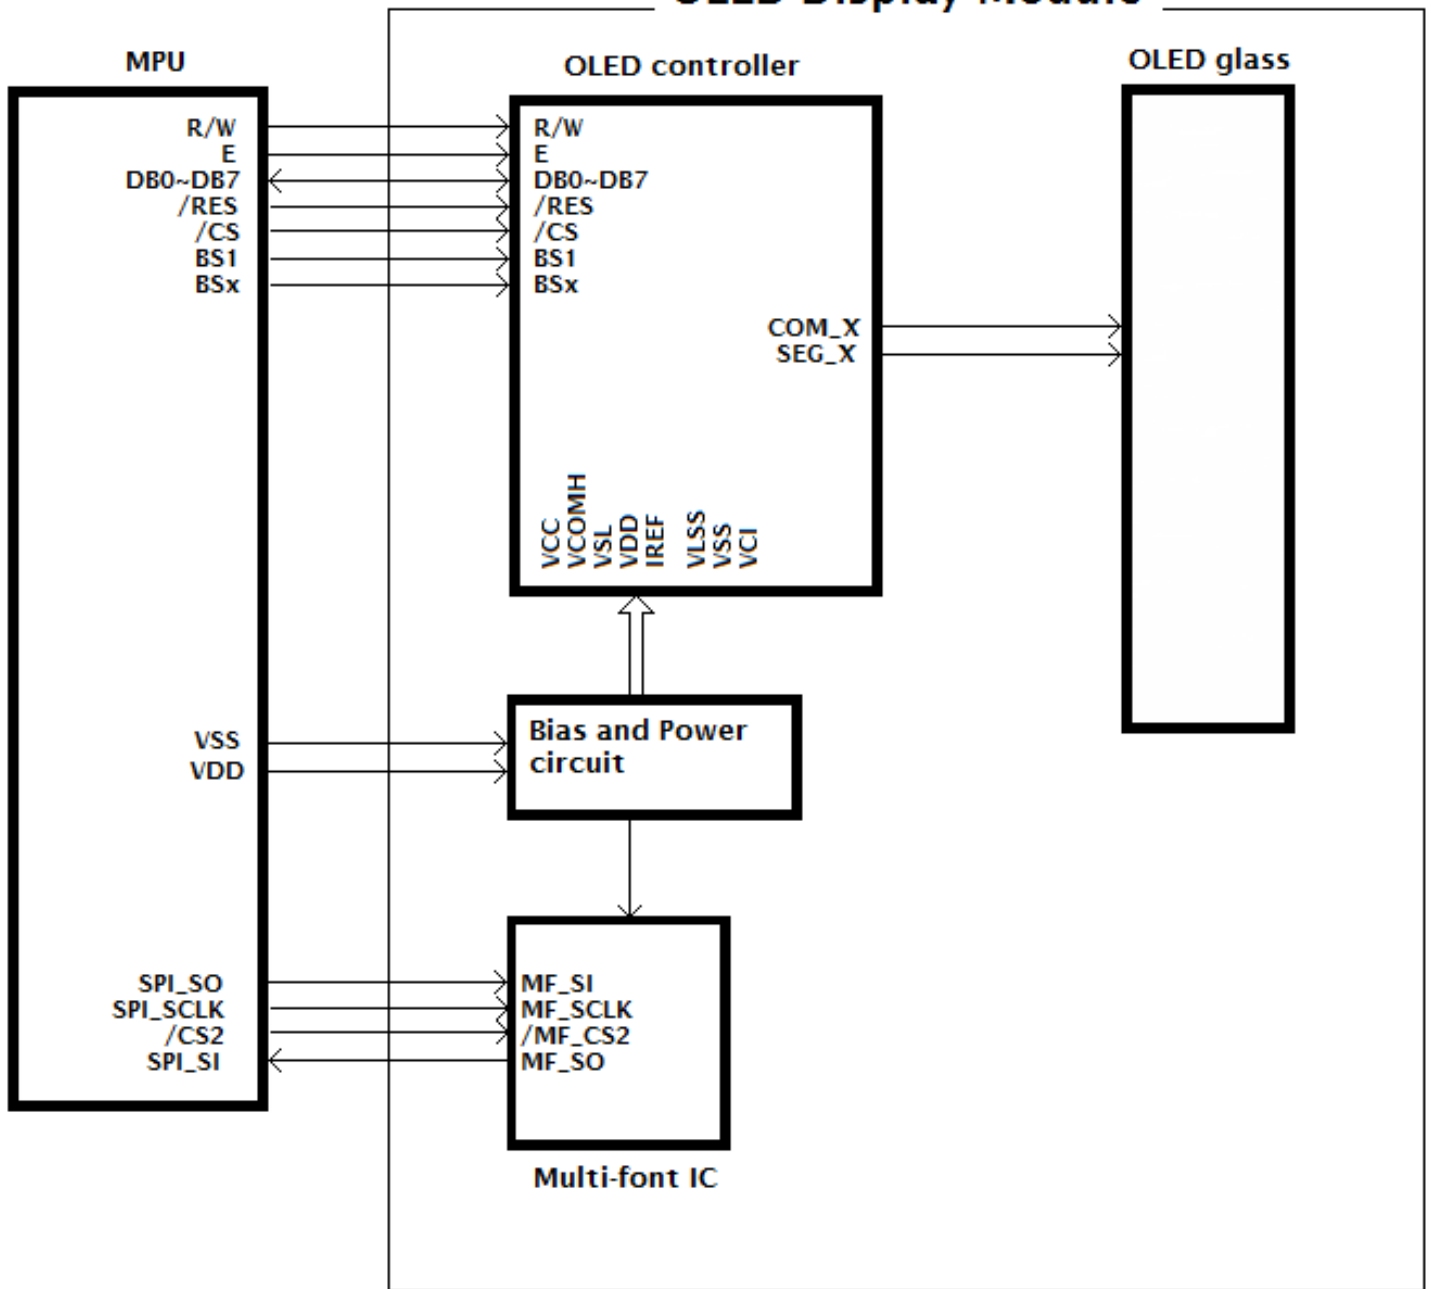 OLED Display Module
MPU
OLED controller
OLED glass
R/W
E
DB0~DB7
/RES
/CS
BS1
BSx
R/W
E
DB0~DB7
/RES
/CS
BS1
BSx
COM_X
SEG_X
VCC
VCOMH
VSL
VDD
IREF
VLSS
VSS
VCI
VSS
VDD
Bias and Power
circuit
SPI_SO
SPI_SCLK
/CS2
SPI_SI
MF_SI
MF_SCLK
/MF_CS2
MF_SO
Multi-font IC